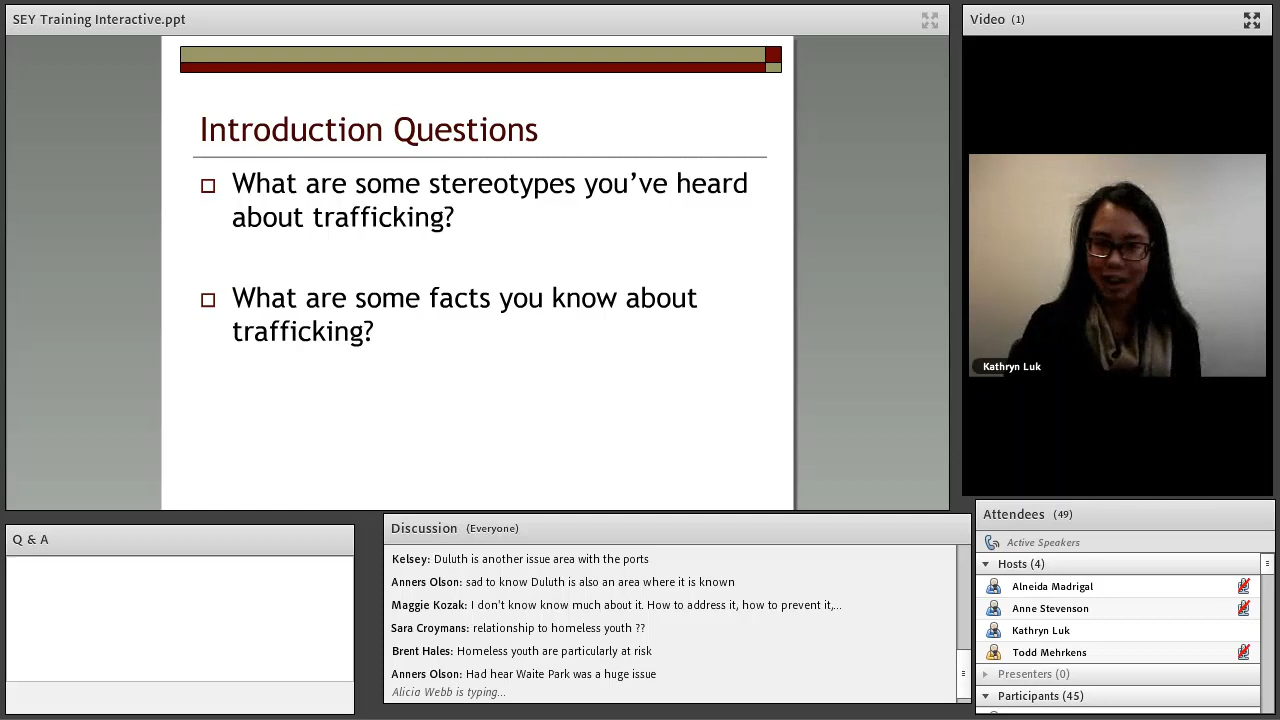 SEY Training Interactive.ppt
Introduction Questions
What are some stereotypes you’ve heard
about trafficking?
What are some facts you know about
trafficking?
Video (1)
Kathryn Luk
Q & A
Discussion (Everyone)
Kelsey: Duluth is another issue area with the ports
Anners Olson: sad to know Duluth is also an area where it is known
Maggie Kozak: I don't know know much about it. How to address it, how to prevent it,...
Sara Croymans: relationship to homeless youth ??
Brent Hales: Homeless youth are particularly at risk
Anners Olson: Had hear Waite Park was a huge issue
Alicia Webb is typing...
Attendees (49)
Active Speakers
Hosts (4)
Alneida Madrigal
Anne Stevenson
Kathryn Luk
Todd Mehrkens
Presenters (0)
Participants (45)